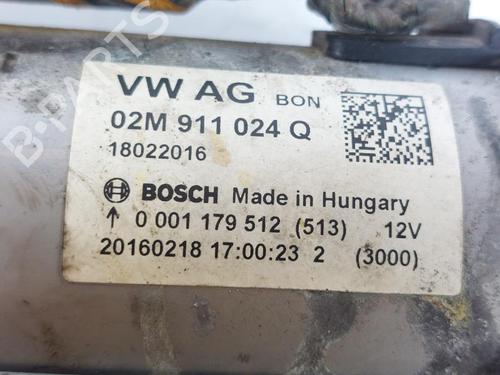 VW AG BON
02M 911 024 Q
18022016
BOSCH Made in Hungary
↑ 0 001 179 512 (513) 12V
20160218 17:00:23 2 (3000)